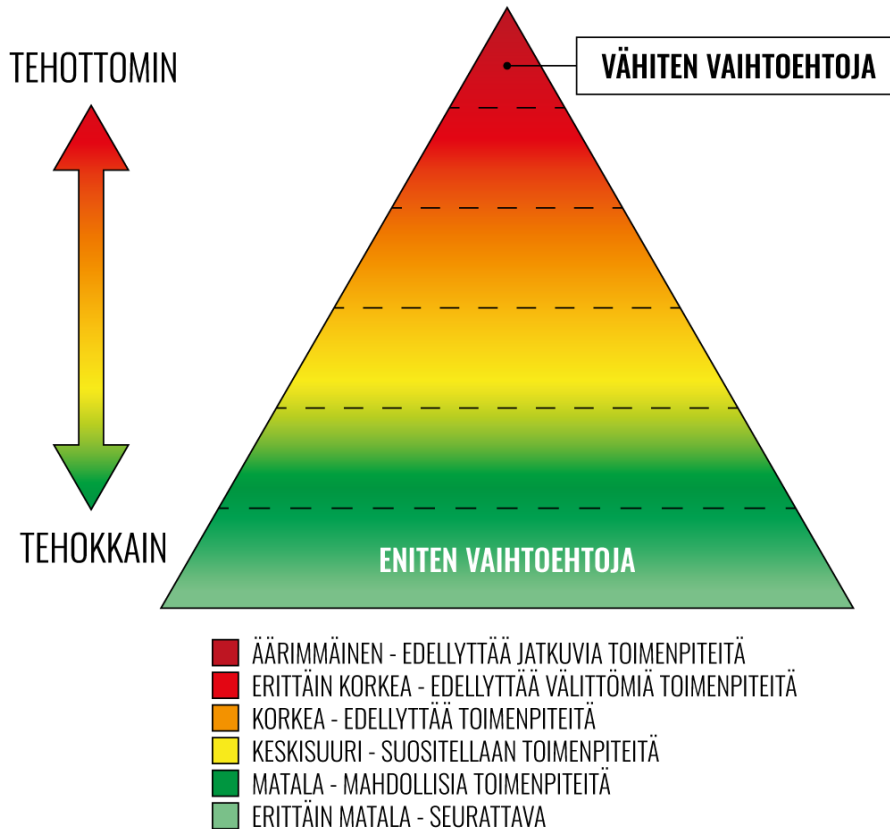 TEHOTTOMIN
VÄHITEN VAIHTOEHTOJA
TEHOKKAIN
ENITEN VAIHTOEHTOJA
ÄÄRIMMÄINEN - EDELLYTTÄÄ JATKUVIA TOIMENPITEITÄ
ERITTÄIN KORKEA - EDELLYTTÄÄ VÄLITTÖMIÄ TOIMENPITEITÄ
KORKEA - EDELLYTTÄÄ TOIMENPITEITÄ
KESKISUURI - SUOSITELLAAN TOIMENPITEITÄ
MATALA - MAHDOLLISIA TOIMENPITEITÄ
ERITTÄIN MATALA - SEURATTAVA